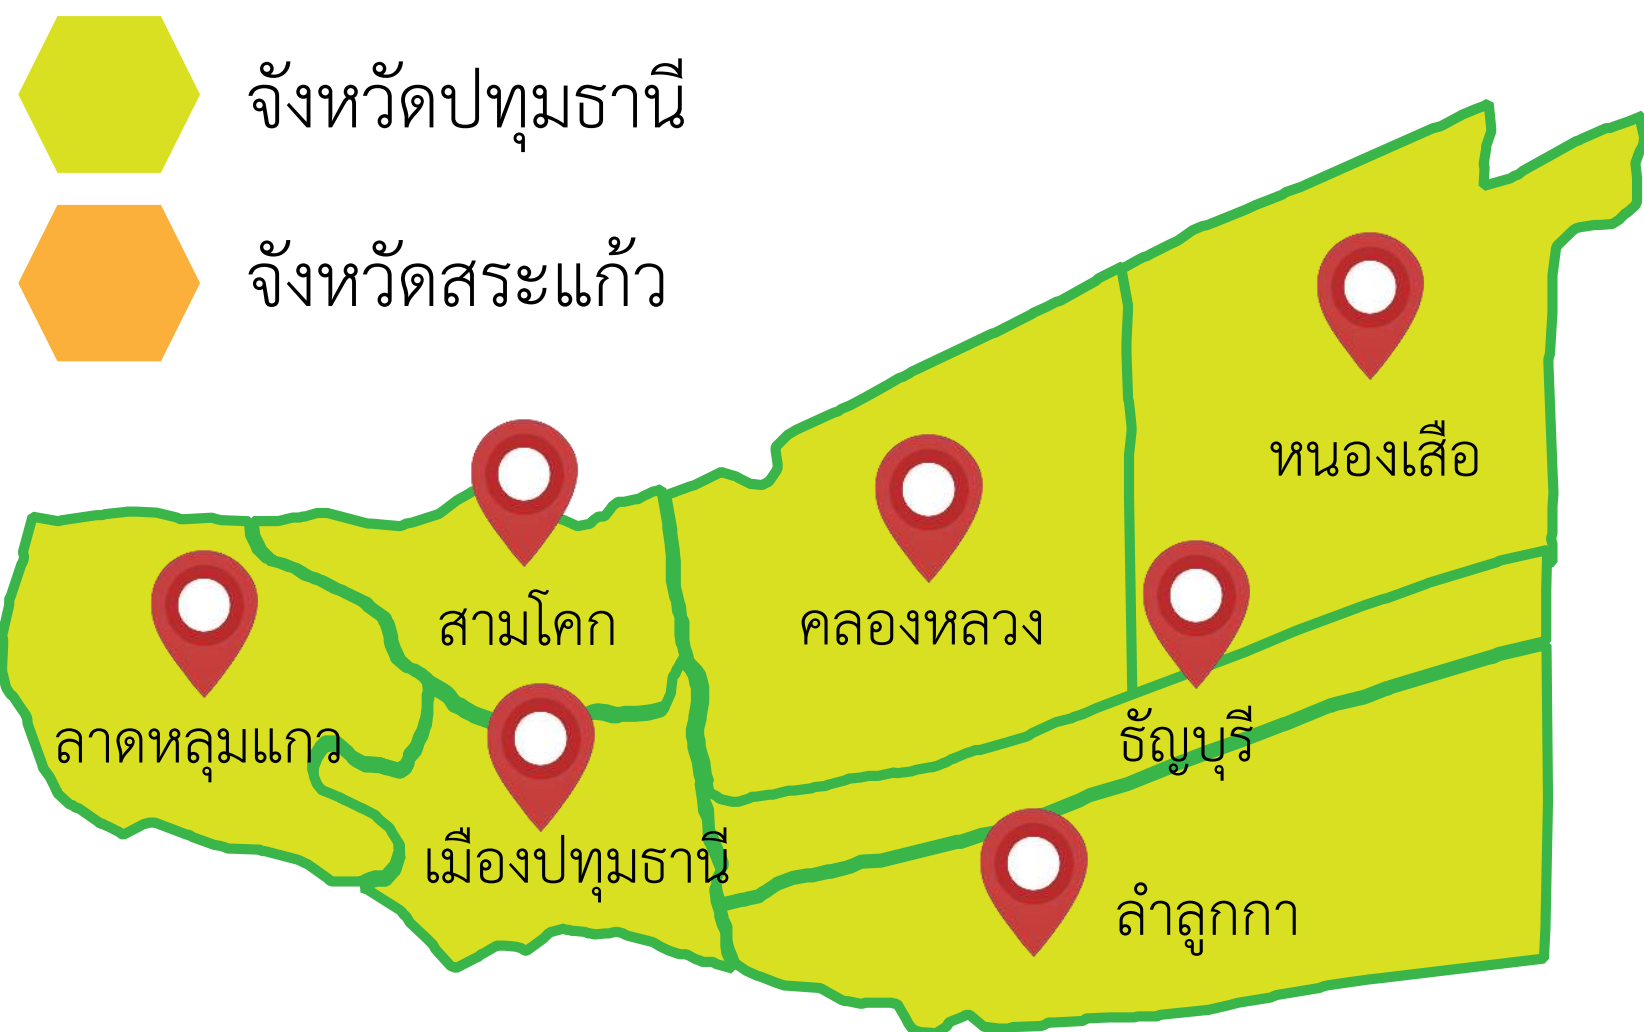 จังหวัดปทุมธานี
จังหวัดสระแก้ว
หนองเสือ
สามโคก
คลองหลวง
ลาดหลุมแกว
ธัญบุรี
เมืองปทุมธานี
ลำลูกกา